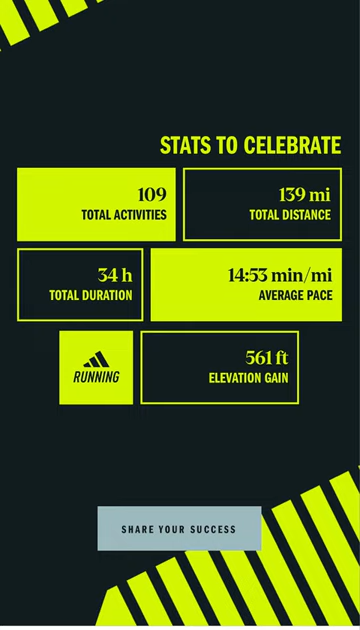 STATS TO CELEBRATE
109
TOTAL ACTIVITIES
139 mi
TOTAL DISTANCE
34 h
TOTAL DURATION
14:53 min/mi
AVERAGE PACE
RUNNING
561 ft
ELEVATION GAIN
SHARE YOUR SUCCESS